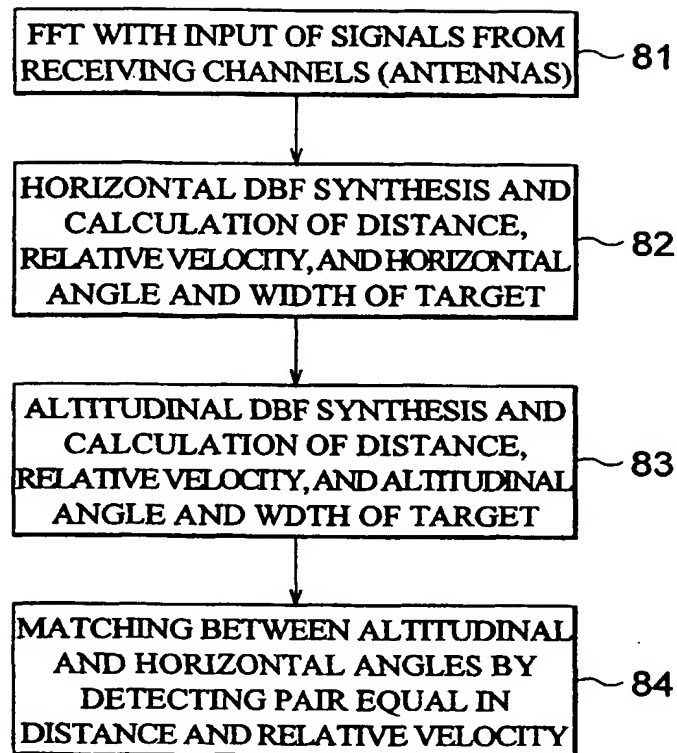 FFT WITH INPUT OF SIGNALS FROM
RECEIVING CHANNELS (ANTENNAS)
81
HORIZONTAL DBF SYNTHESIS AND
CALCULATION OF DISTANCE,
RELATIVE VELOCITY, AND HORIZONTAL
ANGLE AND WIDTH OF TARGET
82
ALTITUDINAL DBF SYNTHESIS AND
CALCULATION OF DISTANCE,
RELATIVE VELOCITY, AND ALTITUDINAL
ANGLE AND WDTH OF TARGET
83
MATCHING BETWEEN ALTITUDINAL
AND HORIZONTAL ANGLES BY
DETECTING PAIR EQUAL IN
DISTANCE AND RELATIVE VELOCITY
84